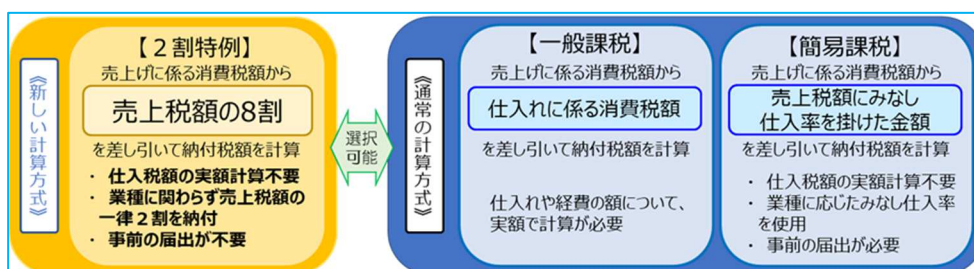 《新しい計算方式》
【２割特例】
売上げに係る消費税額から
売上税額の8割
を差し引いて納付税額を計算
・ 仕入税額の実額計算不要
・ 業種に関わらず売上税額の
一律２割を納付
・ 事前の届出が不要
選択
可能
《通常の計算方式》
【一般課税】
売上げに係る消費税額から
仕入れに係る消費税額
を差し引いて納付税額を計算
仕入れや経費の額について、
実額で計算が必要
【簡易課税】
売上げに係る消費税額から
売上税額にみなし
仕入率を掛けた金額
を差し引いて納付税額を計算
・ 仕入税額の実額計算不要
・ 業種に応じたみなし仕入率
を使用
・ 事前の届出が必要